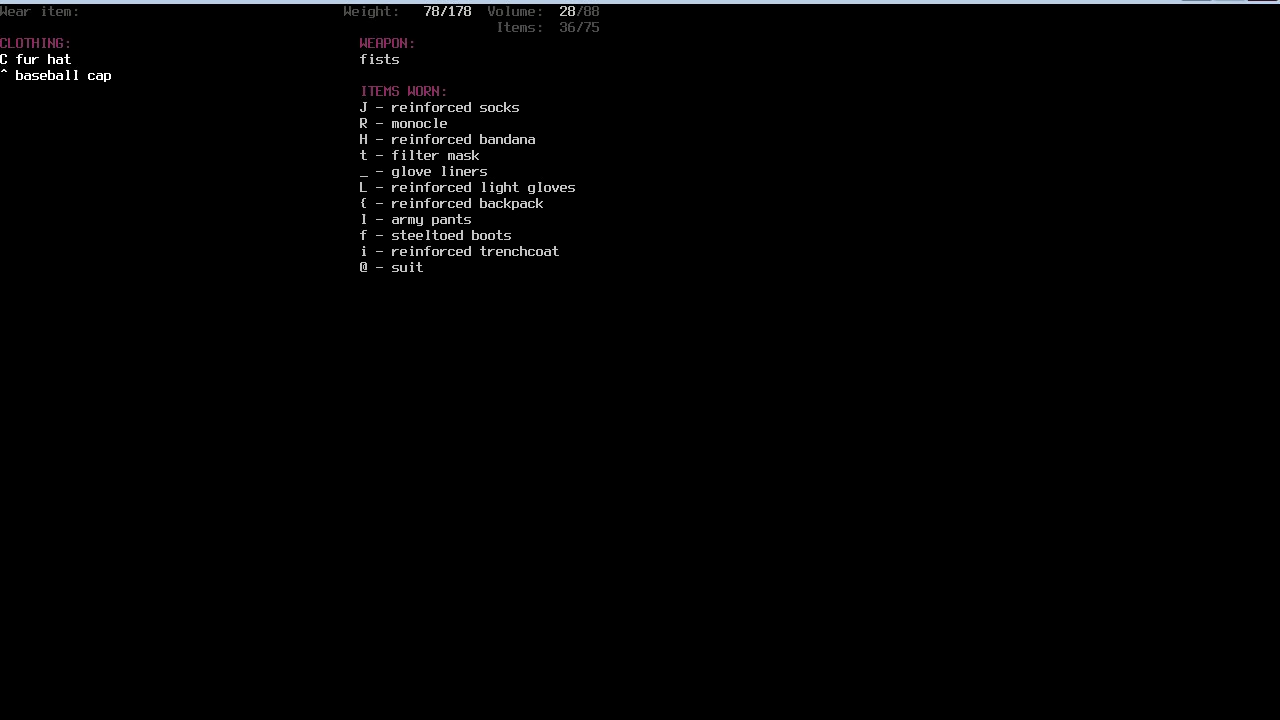 Wear item: Weight: 78/178 Volume: 28/88
Items: 36/75
CLOTHING: WEAPON:
C fur hat fists
^ baseball cap
ITEMS WORN:
J - reinforced socks
R - monocle
H - reinforced bandana
t - filter mask
_ - glove liners
L - reinforced light gloves
{ - reinforced backpack
I - army pants
f - steeltoed boots
i - reinforced trenchcoat
@ - suit